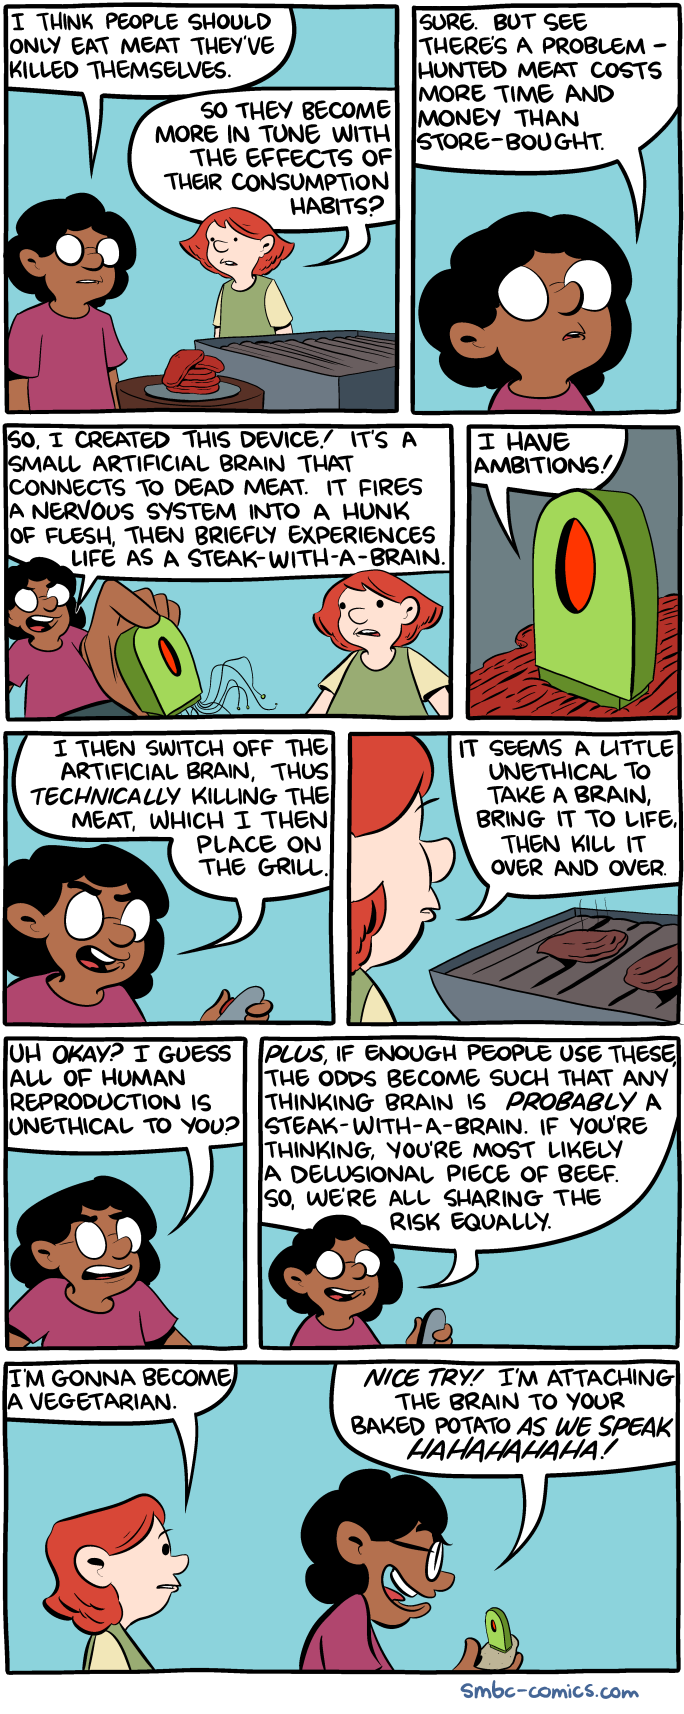 I THINK PEOPLE SHOULD
ONLY EAT MEAT THEY'VE
KILLED THEMSELVES.
SO THEY BECOME
MORE IN TUNE WITH
THE EFFECTS OF
THEIR CONSUMPTION
HABITS?
SURE. BUT SEE
THERE'S A PROBLEM –
HUNTED MEAT COSTS
MORE TIME AND
MONEY THAN
STORE-BOUGHT.
SO, I CREATED THIS DEVICE! IT'S A
SMALL ARTIFICIAL BRAIN THAT
CONNECTS TO DEAD MEAT. IT FIRES
A NERVOUS SYSTEM INTO A HUNK
OF FLESH, THEN BRIEFLY EXPERIENCES
LIFE AS A STEAK-WITH-A-BRAIN.
I HAVE
AMBITIONS!
I THEN SWITCH OFF THE
ARTIFICIAL BRAIN, THUS
TECHNICALLY KILLING THE
MEAT, WHICH I THEN
PLACE ON
THE GRILL.
IT SEEMS A LITTLE
UNETHICAL TO
TAKE A BRAIN,
BRING IT TO LIFE,
THEN KILL IT
OVER AND OVER.
UH OKAY? I GUESS
ALL OF HUMAN
REPRODUCTION IS
UNETHICAL TO YOU?
PLUS, IF ENOUGH PEOPLE USE THESE,
THE ODDS BECOME SUCH THAT ANY
THINKING BRAIN IS PROBABLY A
STEAK-WITH-A-BRAIN. IF YOU'RE
THINKING, YOU'RE MOST LIKELY
A DELUSIONAL PIECE OF BEEF.
SO, WE'RE ALL SHARING THE
RISK EQUALLY.
I'M GONNA BECOME
A VEGETARIAN.
NICE TRY! I'M ATTACHING
THE BRAIN TO YOUR
BAKED POTATO AS WE SPEAK
HAHAHAHAHA!
smbc-comics.com